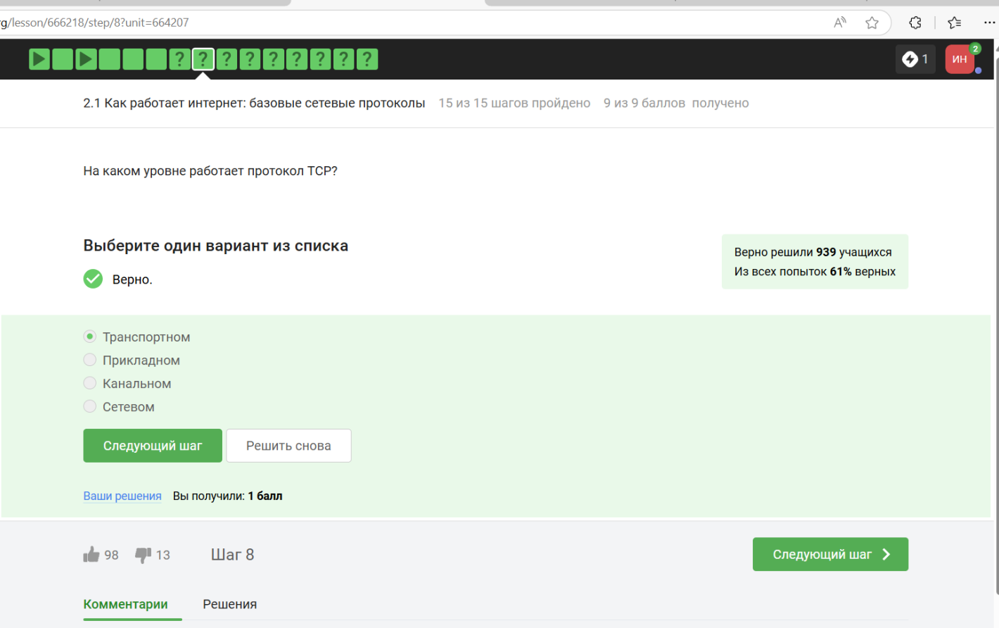 g/lesson/666218/step/8?unit=664207
? ? ? ? ? ? ? ? ?
1
ИН
2
2.1 Как работает интернет: базовые сетевые протоколы 15 из 15 шагов пройдено 9 из 9 баллов получено
На каком уровне работает протокол TCP?
Выберите один вариант из списка
Верно.
Верно решили 939 учащихся
Из всех попыток 61% верных
Транспортном
Прикладном
Канальном
Сетевом
Следующий шаг
Решить снова
Ваши решения Вы получили: 1 балл
98 13 Шаг 8
Следующий шаг
Комментарии Решения